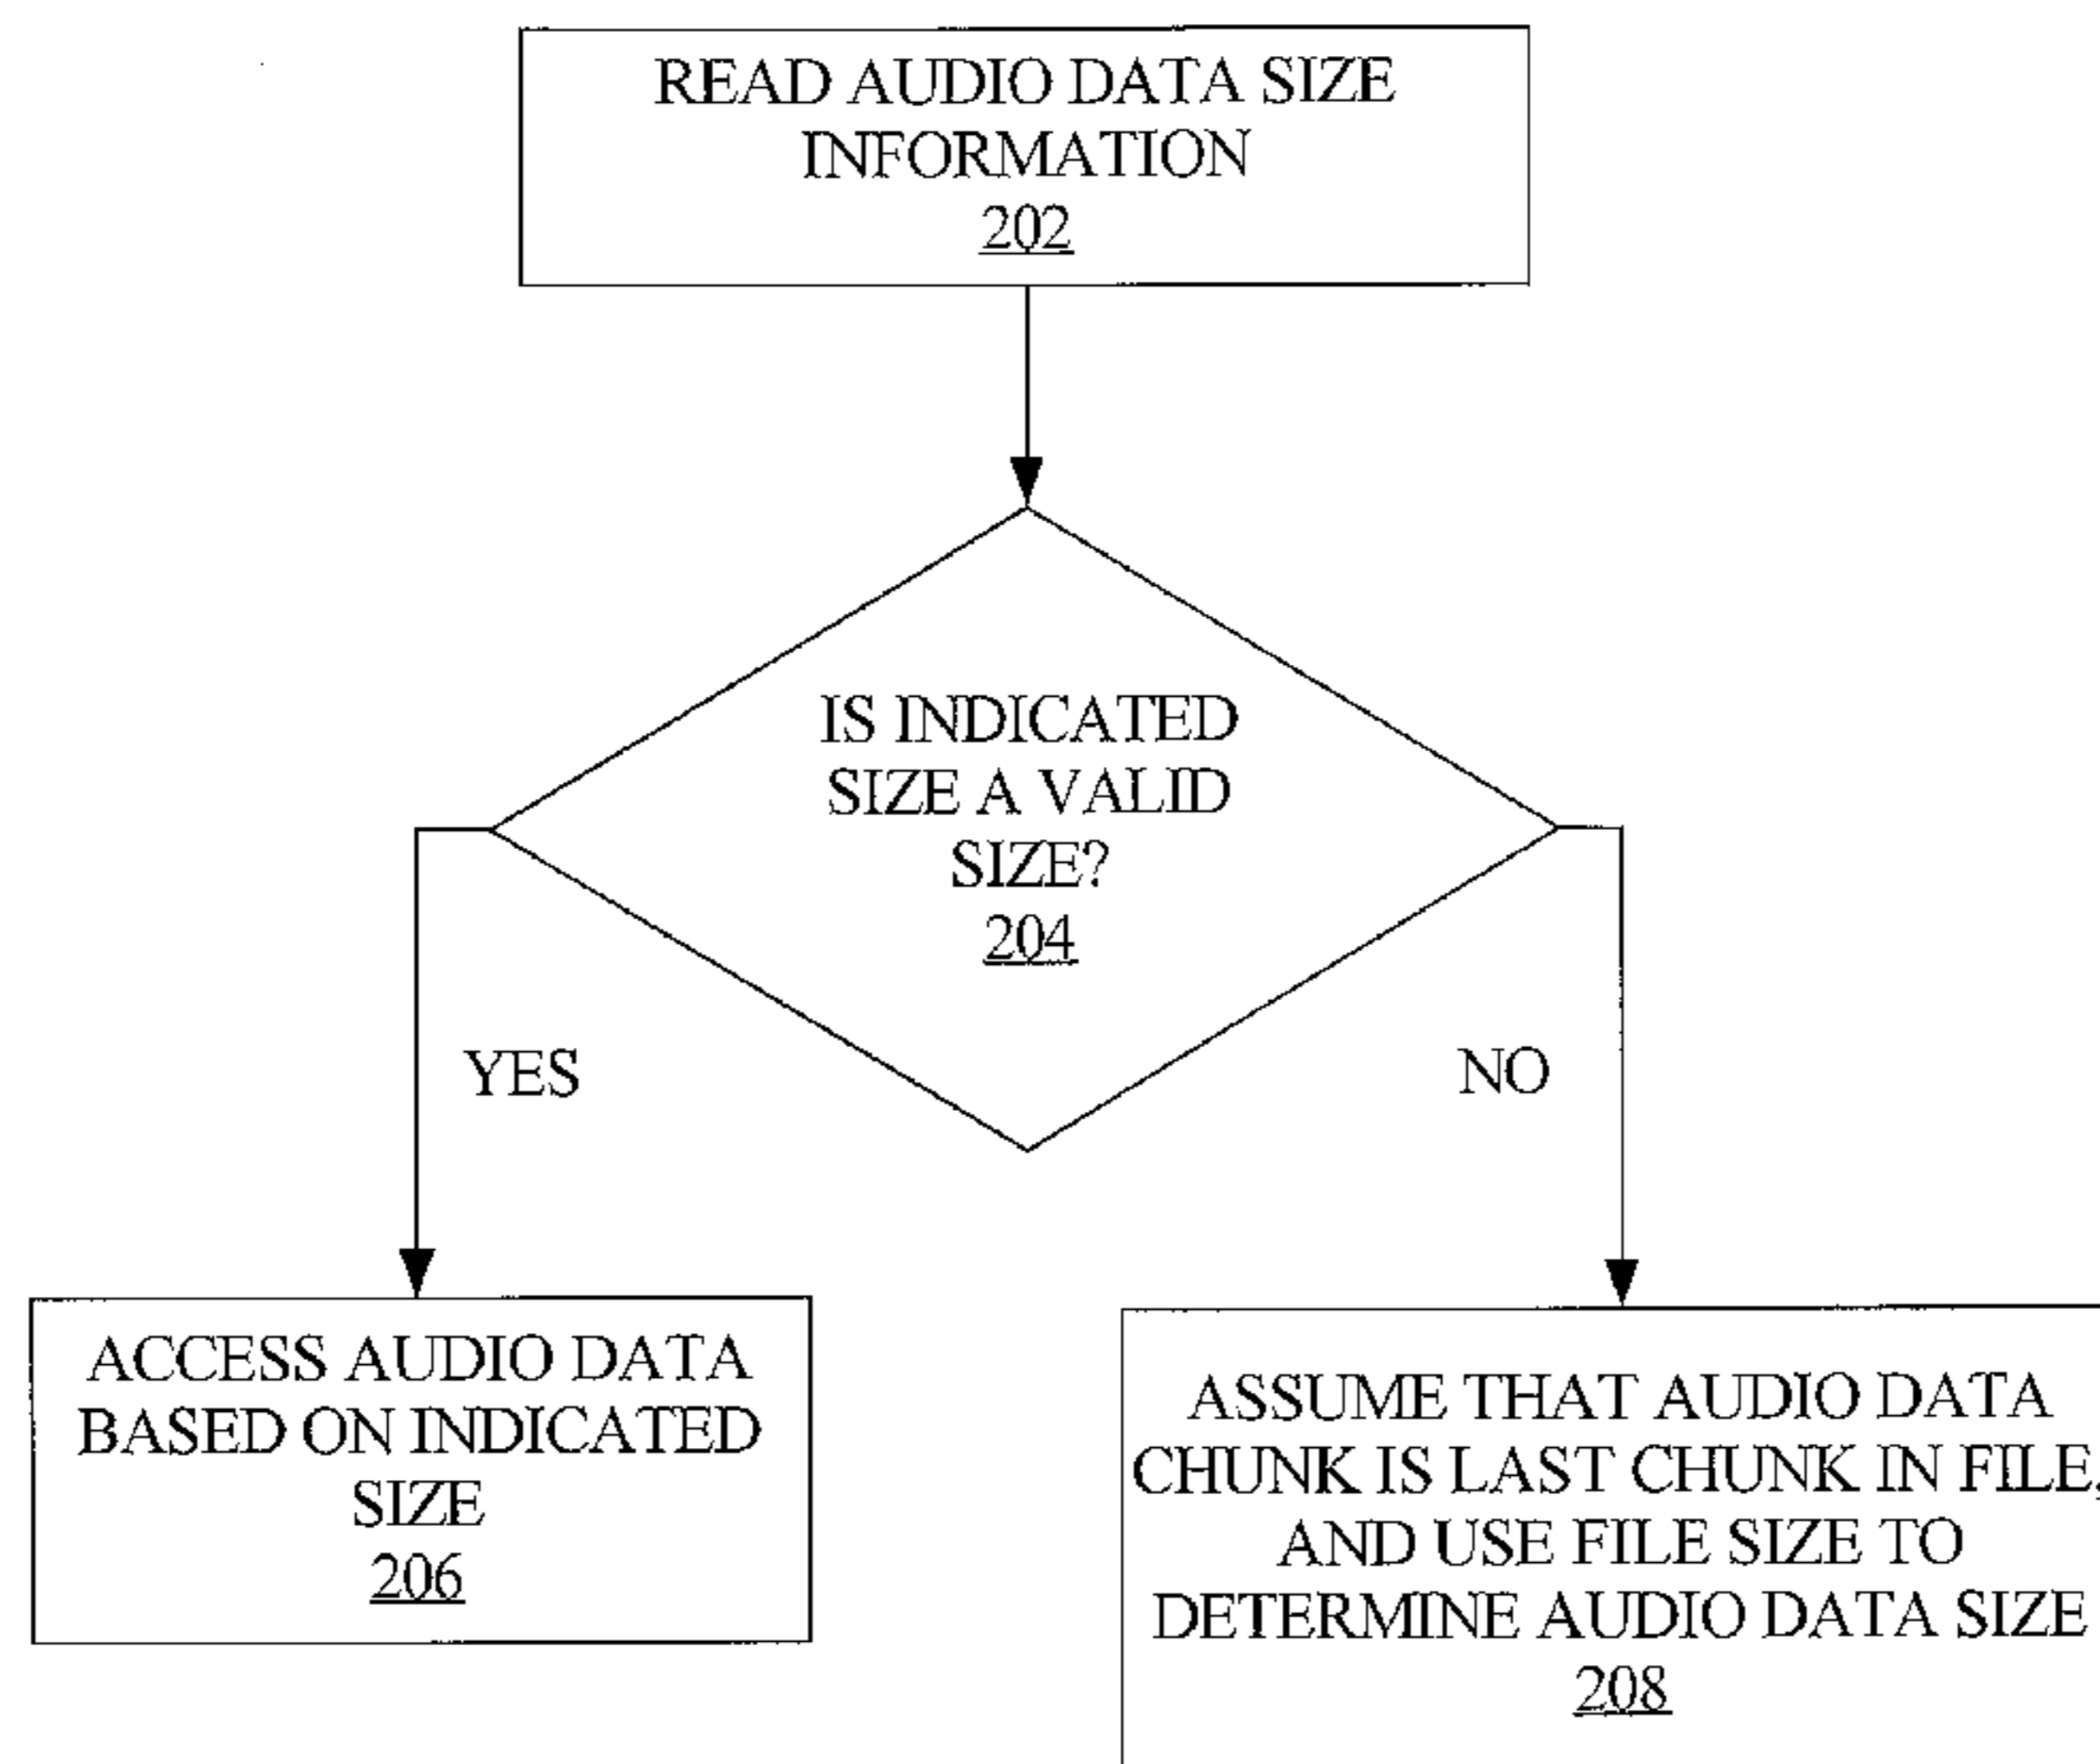 READ AUDIO DATA SIZE
INFORMATION
202
IS INDICATED
SIZE A VALID
SIZE?
204
YES
NO
ACCESS AUDIO DATA
BASED ON INDICATED
SIZE
206
ASSUME THAT AUDIO DATA
CHUNK IS LAST CHUNK IN FILE,
AND USE FILE SIZE TO
DETERMINE AUDIO DATA SIZE
208